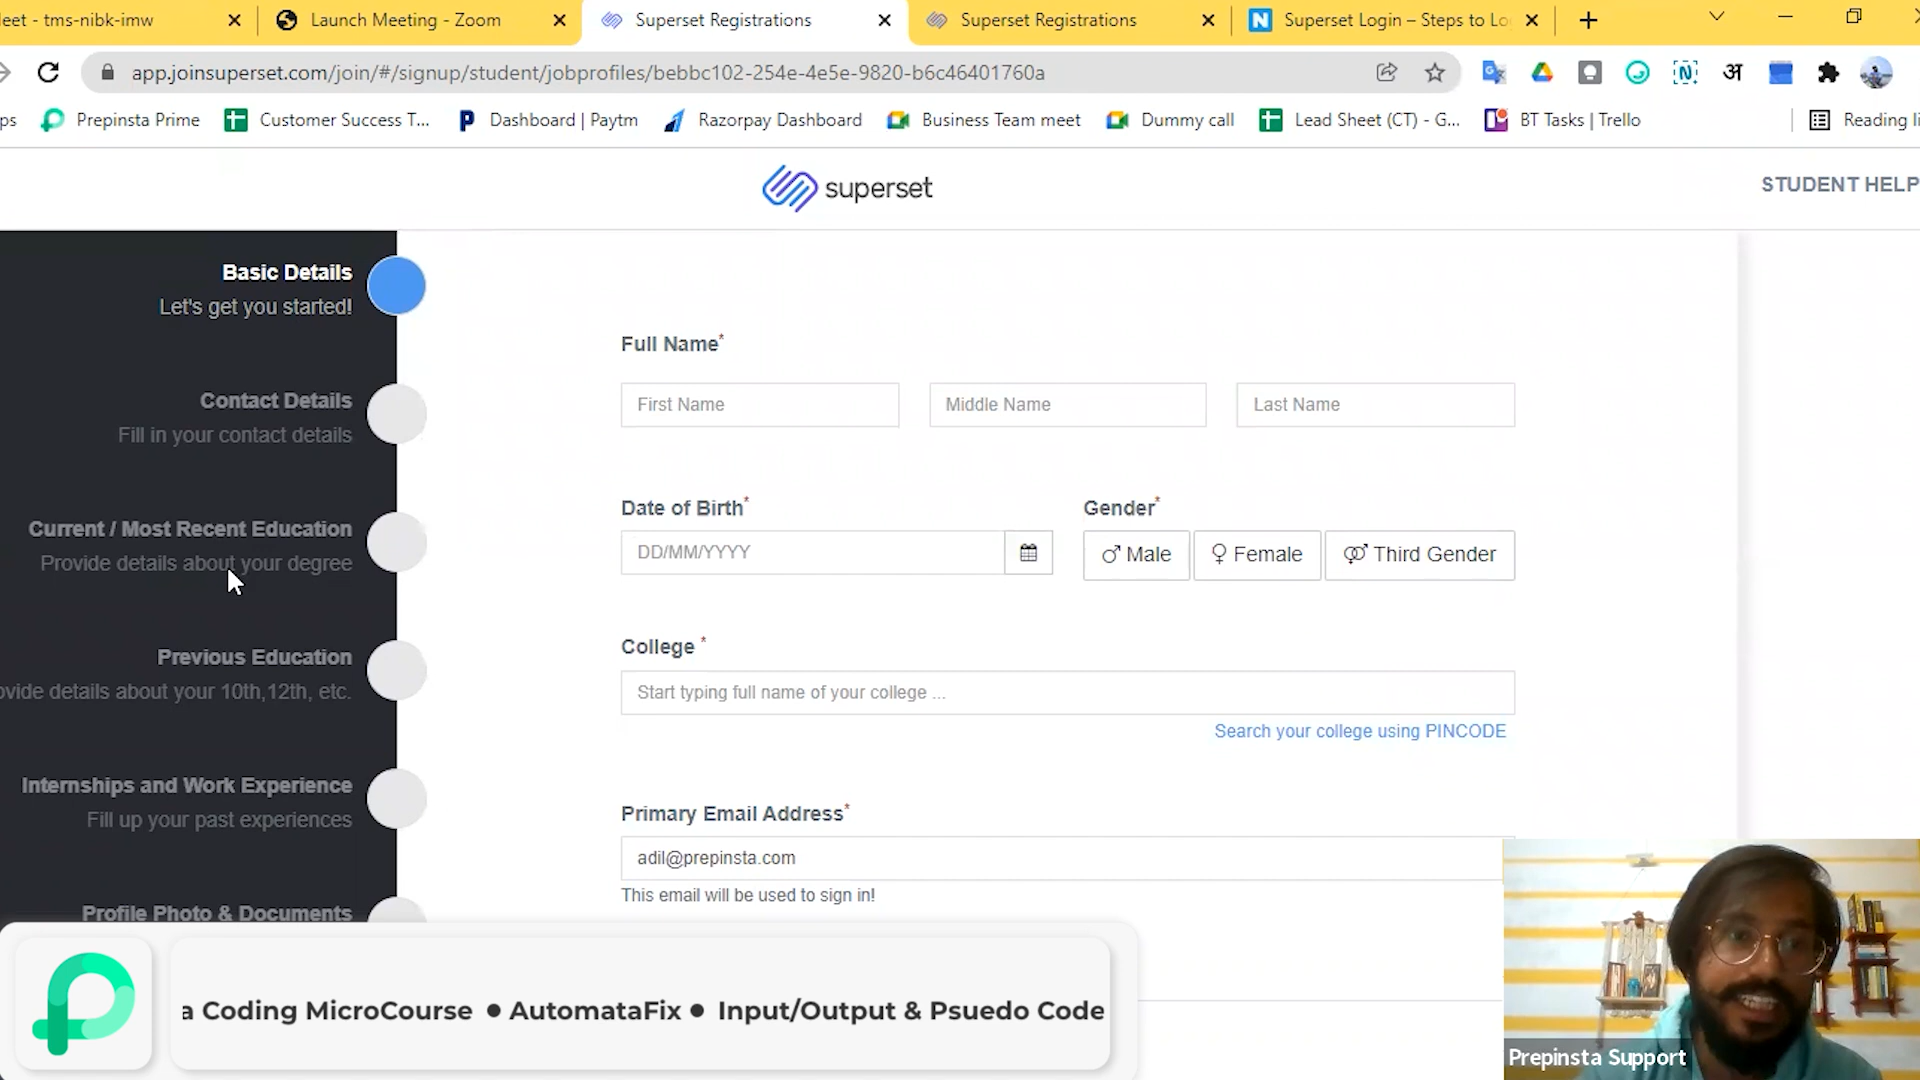 leet - tms-nibk-imw
Launch Meeting - Zoom
Superset Registrations
Superset Registrations
N
Superset Login – Steps to Lo
app.joinsuperset.com/join/#/signup/student/jobprofiles/bebbc102-254e-4e5e-9820-b6c46401760a
N
अ
ps
Prepinsta Prime
Customer Success T...
Dashboard | Paytm
Razorpay Dashboard
Business Team meet
Dummy call
Lead Sheet (CT) - G...
BT Tasks | Trello
Reading li
superset
STUDENT HELP
Basic Details
Let's get you started!
Contact Details
Fill in your contact details
Current / Most Recent Education
Provide details about your degree
Previous Education
ovide details about your 10th,12th, etc.
Internships and Work Experience
Fill up your past experiences
Profile Photo & Documents
Full Name*
First Name
Middle Name
Last Name
Date of Birth*
Gender*
DD/MM/YYYY
Male
Female
Third Gender
College *
Start typing full name of your college ...
Search your college using PINCODE
Primary Email Address*
adil@prepinsta.com
This email will be used to sign in!
a Coding MicroCourse ● AutomataFix ● Input/Output & Psuedo Code
Prepinsta Support